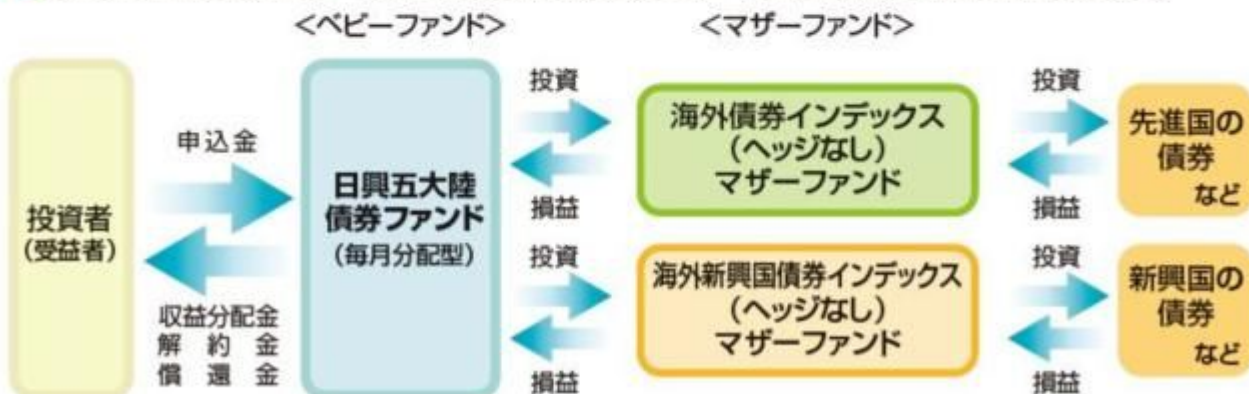 <ベビーファンド>
<マザーファンド>
投資者
(受益者)
申込金
収益分配金
解約金
償還金
日興五大陸
債券ファンド
(毎月分配型)
投資
損益
投資
損益
海外債券インデックス
(ヘッジなし)
マザーファンド
海外新興国債券インデックス
(ヘッジなし)
マザーファンド
投資
損益
投資
損益
先進国の
債券
など
新興国の
債券
など